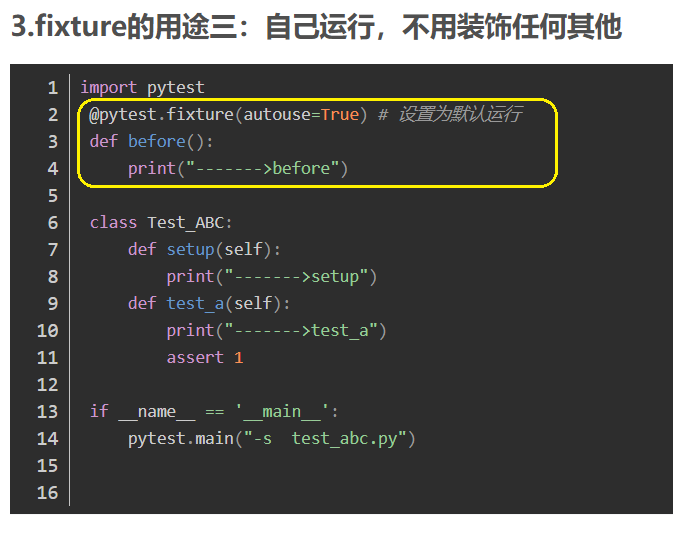 3.fixture的用途三：自己运行，不用装饰任何其他
1 import pytest
2 @pytest.fixture(autouse=True) # 设置为默认运行
3 def before():
4     print("------->before")
5
6 class Test_ABC:
7     def setup(self):
8         print("------->setup")
9     def test_a(self):
10         print("------->test_a")
11         assert 1
12
13 if __name__ == '__main__':
14     pytest.main("-s  test_abc.py")
15
16